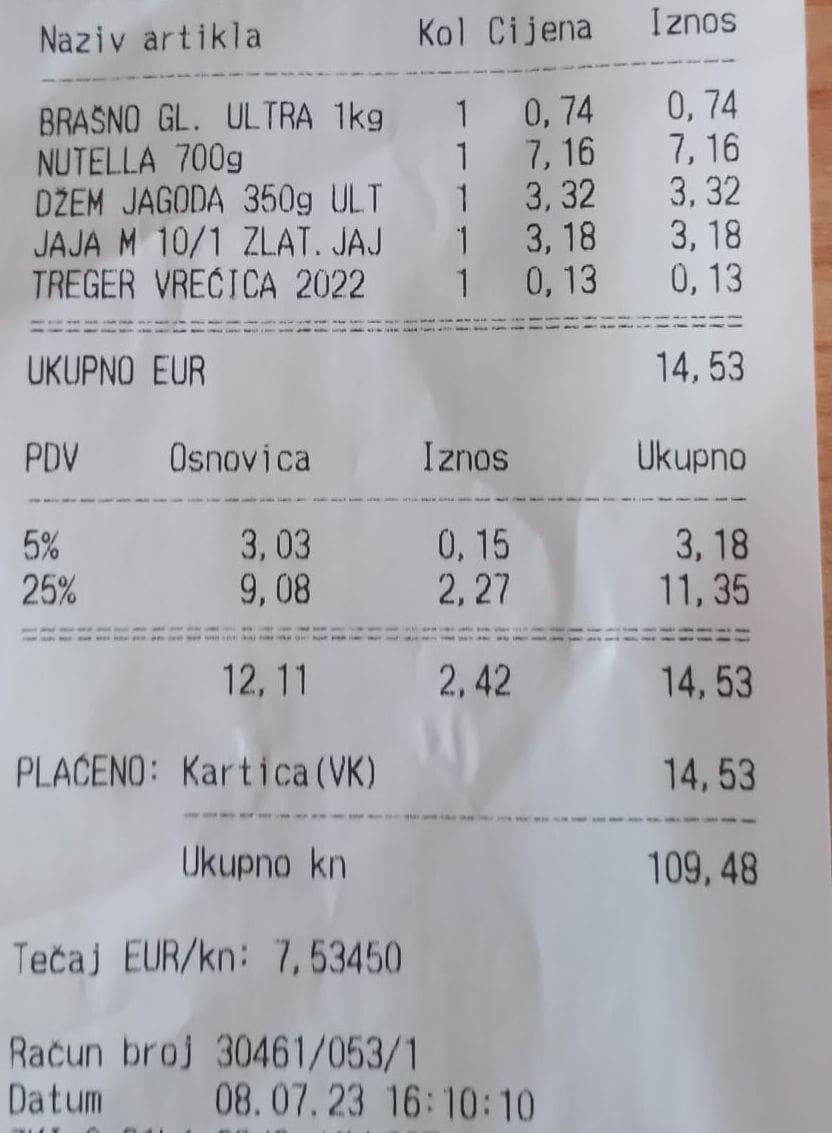 Naziv artikla Kol Cijena Iznos
BRAŠNO GL. ULTRA 1kg 1 0,74 0,74
NUTELLA 700g 1 7,16 7,16
DŽEM JAGODA 350g ULT 1 3,32 3,32
JAJA M 10/1 ZLAT.JAJ 1 3,18 3,18
TREGER VREĆICA 2022 1 0,13 0,13
UKUPNO EUR 14,53
PDV Osnovica Iznos Ukupno
5% 3,03 0,15 3,18
25% 9,08 2,27 11,35
12,11 2,42 14,53
PLAĆENO: Kartica(VK) 14,53
Ukupno kn 109,48
Tečaj EUR/kn: 7,53450
Račun broj 30461/053/1
Datum 08.07.23 16:10:10